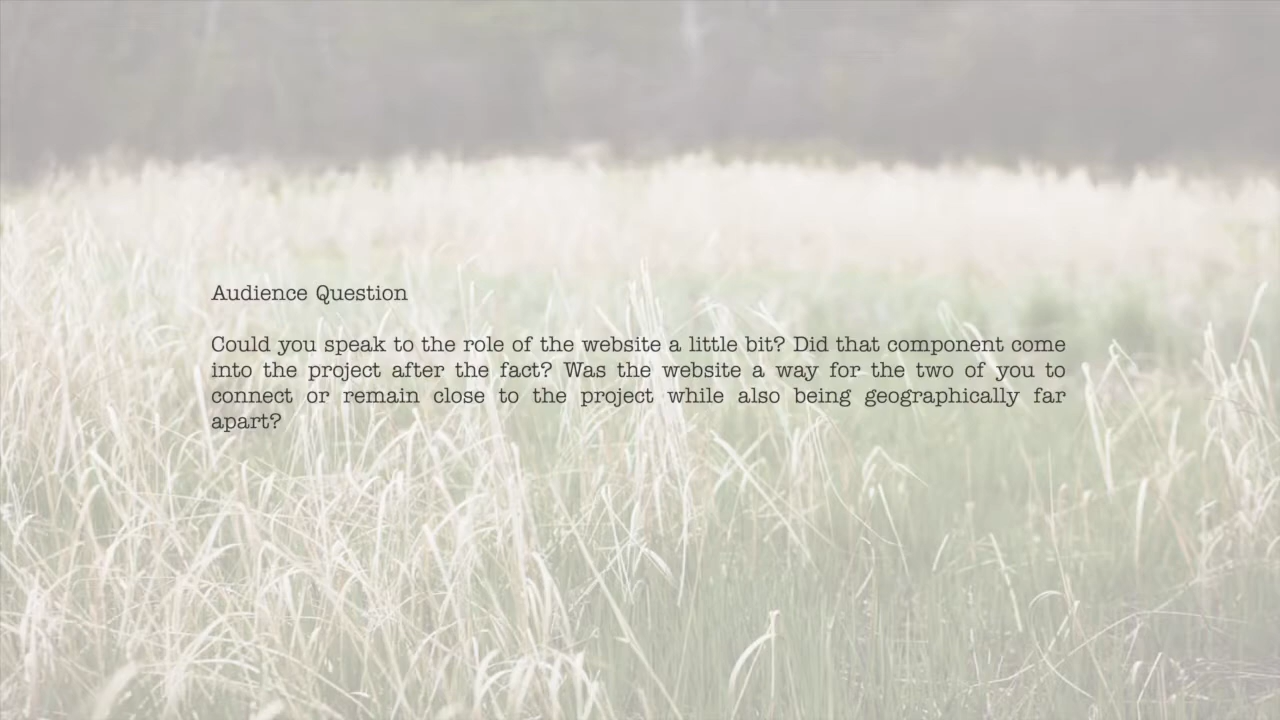 Audience Question
Could you speak to the role of the website a little bit? Did that component come
into the project after the fact? Was the website a way for the two of you to
connect or remain close to the project while also being geographically far
apart?